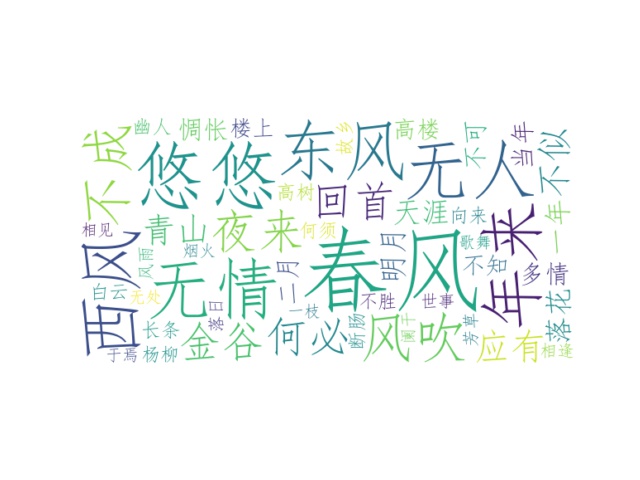 幽人 惆怅 楼上
不成
悠悠
东风
故乡
高楼
不可
当年
不似
无人
高树
回首
天涯 向来
一年
相见
青山 夜来 何须
西风
风雨
烟火
无情
二月
春风
明月
歌舞
不知
年来
多情
落花
白云 无处
落日
一枝
不胜 世事
长条
金谷 何必
断肠
风吹
阑干
芳草
应有
于焉 杨柳
相逢